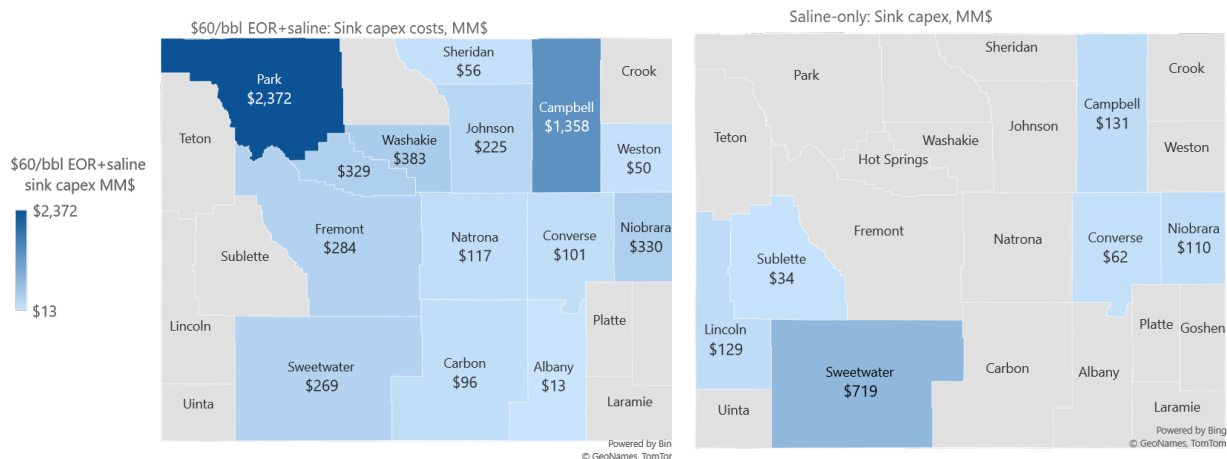 $60/bbl EOR+saline: Sink capex costs, MM$
Sheridan
$56
Crook
Park
$2,372
Campbell
$1,358
Teton
Johnson
$225
Washakie
$383
Weston
$50
$329
Fremont
$284
Natrona
$117
Converse
$101
Niobrara
$330
Sublette
Lincoln
Platte
Sweetwater
$269
Carbon
$96
Albany
$13
Uinta
Laramie
Powered by Bin
© GeoNames, TomTom
$60/bbl EOR+saline
sink capex MM$
$2,372
$13
Saline-only: Sink capex, MM$
Sheridan
Crook
Park
Campbell
$131
Johnson
Teton
Washakie
Weston
Hot Springs
Fremont
Natrona
Niobrara
$110
Converse
$62
Sublette
$34
Lincoln
$129
Platte
Goshen
Sweetwater
$719
Carbon
Albany
Uinta
Laramie
Powered by Bing
© GeoNames, TomTom